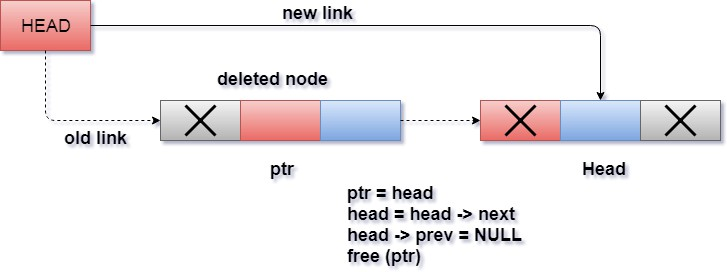 HEAD
new link
deleted node
old link
ptr
Head
ptr = head
head = head -> next
head -> prev = NULL
free (ptr)